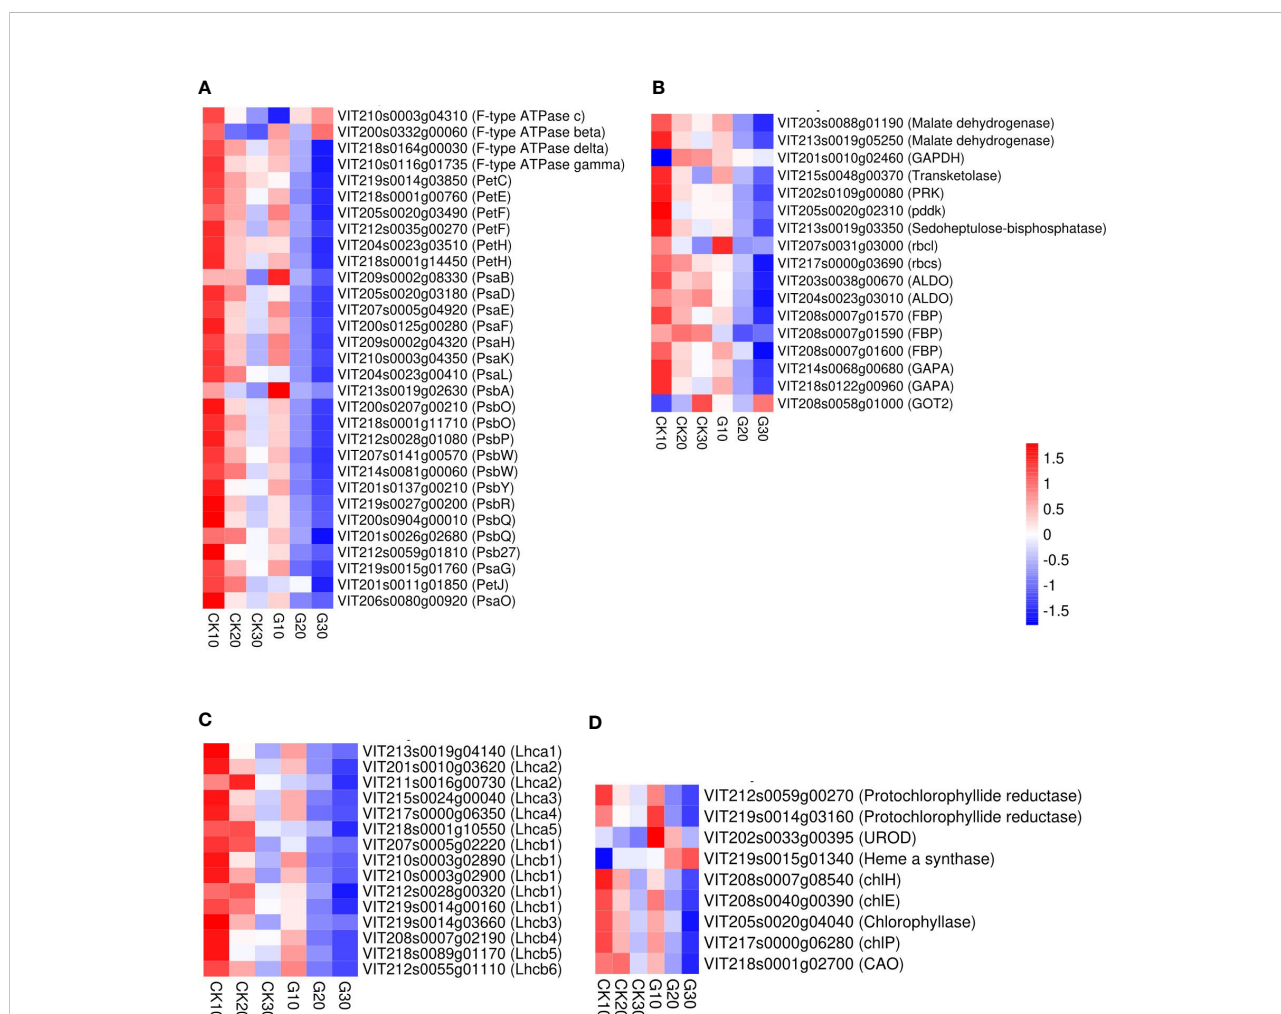 A
VIT210s0003g04310 (F-type ATPase c)
VIT200s0332g00060 (F-type ATPase beta)
VIT218s0164g00030 (F-type ATPase delta)
VIT210s0116g01735 (F-type ATPase gamma)
VIT219s0014g03850 (PetC)
VIT218s0001g00760 (PetE)
VIT205s0020g03490 (PetF)
VIT212s0035g00270 (PetF)
VIT204s0023g03510 (PetH)
VIT218s0001g14450 (PetH)
VIT209s0002g08330 (PsaB)
VIT205s0020g03180 (PsaD)
VIT207s0005g04920 (PsaE)
VIT200s0125g00280 (PsaF)
VIT209s0002g04320 (PsaH)
VIT210s0003g04350 (PsaK)
VIT204s0023g00410 (PsaL)
VIT213s0019g02630 (PsbA)
VIT200s0207g00210 (PsbO)
VIT218s0001g11710 (PsbO)
VIT212s0028g01080 (PsbP)
VIT207s0141g00570 (PsbW)
VIT214s0081g00060 (PsbW)
VIT201s0137g00210 (PsbY)
VIT219s0027g00200 (PsbR)
VIT200s0904g00010 (PsbQ)
VIT201s0026g02680 (PsbQ)
VIT212s0059g01810 (Psb27)
VIT219s0015g01760 (PsaG)
VIT201s0011g01850 (PetJ)
VIT206s0080g00920 (PsaO)
CK10 CK20 CK30 G10 G20 G30
B
VIT203s0088g01190 (Malate dehydrogenase)
VIT213s0019g05250 (Malate dehydrogenase)
VIT201s0010g02460 (GAPDH)
VIT215s0048g00370 (Transketolase)
VIT202s0109g00080 (PRK)
VIT205s0020g02310 (pddk)
VIT213s0019g03350 (Sedoheptulose-bisphosphatase)
VIT207s0031g03000 (rbcl)
VIT217s0000g03690 (rbcs)
VIT203s0038g00670 (ALDO)
VIT204s0023g03010 (ALDO)
VIT208s0007g01570 (FBP)
VIT208s0007g01590 (FBP)
VIT208s0007g01600 (FBP)
VIT214s0068g00680 (GAPA)
VIT218s0122g00960 (GAPA)
VIT208s0058g01000 (GOT2)
CK10 CK20 CK30 G10 G20 G30
1.5
1
0.5
0
-0.5
-1
-1.5
C
VIT213s0019g04140 (Lhca1)
VIT201s0010g03620 (Lhca2)
VIT211s0016g00730 (Lhca2)
VIT215s0024g00040 (Lhca3)
VIT217s0000g06350 (Lhca4)
VIT218s0001g10550 (Lhca5)
VIT207s0005g02220 (Lhcb1)
VIT210s0003g02890 (Lhcb1)
VIT210s0003g02900 (Lhcb1)
VIT212s0028g00320 (Lhcb1)
VIT219s0014g00160 (Lhcb1)
VIT219s0014g03660 (Lhcb3)
VIT208s0007g02190 (Lhcb4)
VIT218s0089g01170 (Lhcb5)
VIT212s0055g01110 (Lhcb6)
CK10 CK20 CK30 G10 G20 G30
D
VIT212s0059g00270 (Protochlorophyllide reductase)
VIT219s0014g03160 (Protochlorophyllide reductase)
VIT202s0033g00395 (UROD)
VIT219s0015g01340 (Heme a synthase)
VIT208s0007g08540 (chlH)
VIT208s0040g00390 (chlE)
VIT205s0020g04040 (Chlorophyllase)
VIT217s0000g06280 (chlP)
VIT218s0001g02700 (CAO)
CK10 CK20 CK30 G10 G20 G30